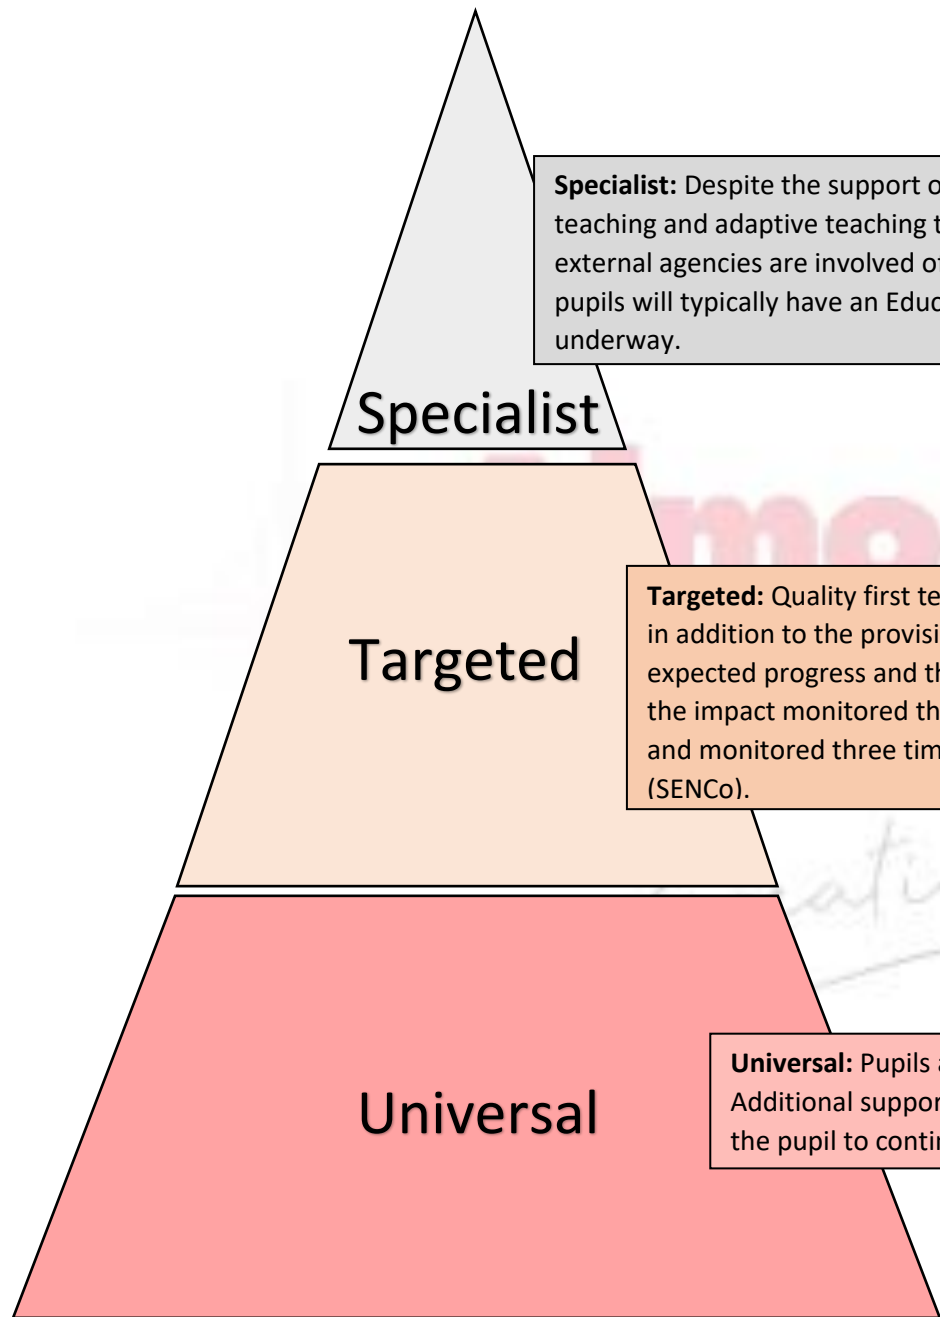 Specialist: Despite the support o
teaching and adaptive teaching t
external agencies are involved of
pupils will typically have an Educ
underway.
Specialist
Targeted: Quality first te
in addition to the provisi
expected progress and th
the impact monitored th
and monitored three tim
(SENCo).
Targeted
Universal: Pupils a
Additional suppor
the pupil to contin
Universal